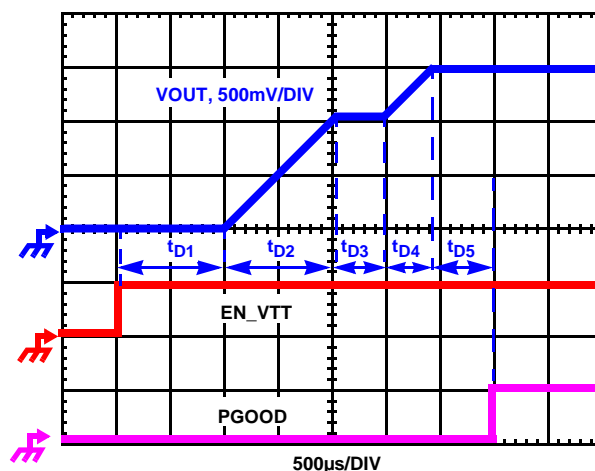 VOUT, 500mV/DIV
tD1 tD2 tD3 tD4 tD5
EN_VTT
PGOOD
500µs/DIV